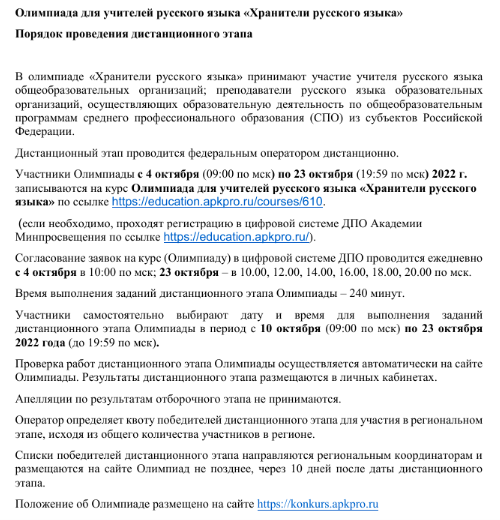 Олимпиада для учителей русского языка «Хранители русского языка»
Порядок проведения дистанционного этапа
В олимпиаде «Хранители русского языка» принимают участие учителя русского языка
общеобразовательных организаций; преподаватели русского языка образовательных
организаций, осуществляющих образовательную деятельность по общеобразовательным
программам среднего профессионального образования (СПО) из субъектов Российской
Федерации.
Дистанционный этап проводится федеральным оператором дистанционно.
Участники Олимпиады с 4 октября (09:00 по мск) по 23 октября (19:59 по мск) 2022 г.
записываются на курс Олимпиада для учителей русского языка «Хранители русского
языка» по ссылке https://education.apkpro.ru/courses/610.
(если необходимо, проходят регистрацию в цифровой системе ДПО Академии
Минпросвещения по ссылке https://education.apkpro.ru/).
Согласование заявок на курс (Олимпиаду) в цифровой системе ДПО проводится ежедневно
с 4 октября в 10:00 по мск; 23 октября – в 10.00, 12.00, 14.00, 16.00, 18.00, 20.00 по мск.
Время выполнения заданий дистанционного этапа Олимпиады – 240 минут.
Участники самостоятельно выбирают дату и время для выполнения заданий
дистанционного этапа Олимпиады в период с 10 октября (09:00 по мск) по 23 октября
2022 года (до 19:59 по мск).
Проверка работ дистанционного этапа Олимпиады осуществляется автоматически на сайте
Олимпиады. Результаты дистанционного этапа размещаются в личных кабинетах.
Апелляции по результатам отборочного этапа не принимаются.
Оператор определяет квоту победителей дистанционного этапа для участия в региональном
этапе, исходя из общего количества участников в регионе.
Списки победителей дистанционного этапа направляются региональным координаторам и
размещаются на сайте Олимпиад не позднее, через 10 дней после даты дистанционного
этапа.
Положение об Олимпиаде размещено на сайте https://konkurs.apkpro.ru